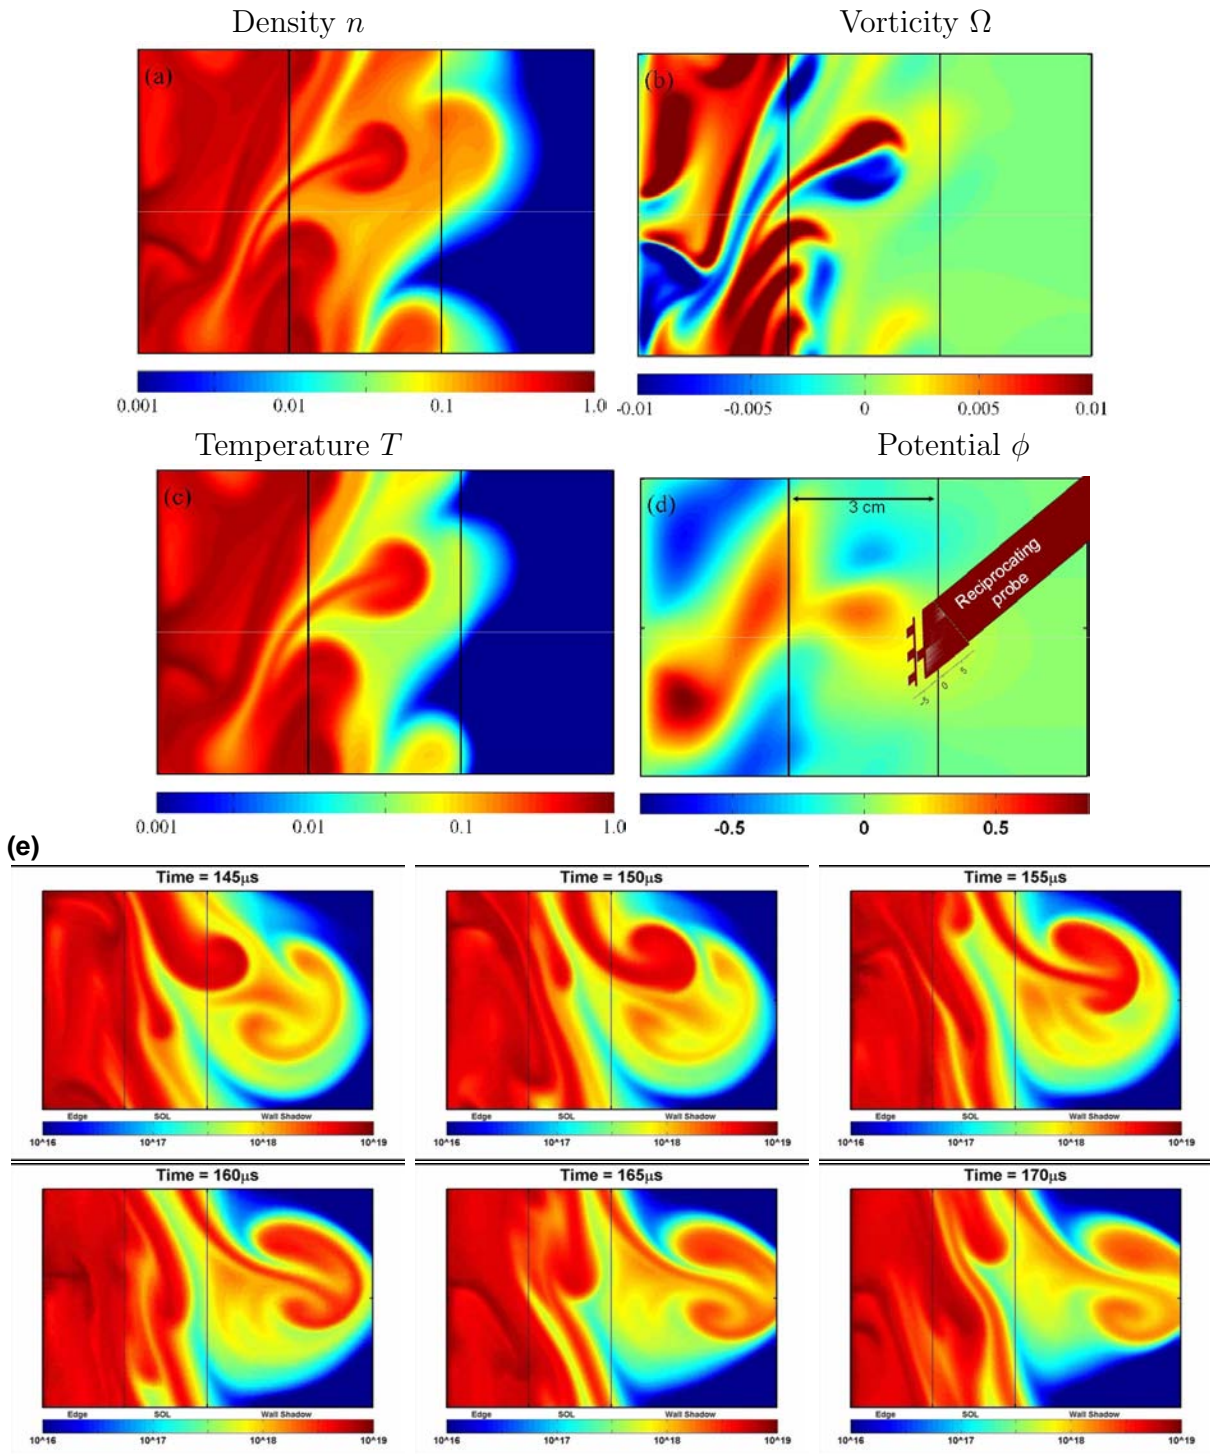 Density n
Vorticity Ω
(a)
(b)
0.001 0.01 0.1 1.0
-0.01 -0.005 0 0.005 0.01
Temperature T
Potential ϕ
(c)
(d)
3 cm
Reciprocating
probe
-5 0 5
0.001 0.01 0.1 1.0
-0.5 0 0.5
(e)
Time = 145μs
Time = 150μs
Time = 155μs
Edge SOL Wall Shadow
Edge SOL Wall Shadow
Edge SOL Wall Shadow
10^16 10^17 10^18 10^19
10^16 10^17 10^18 10^19
10^16 10^17 10^18 10^19
Time = 160μs
Time = 165μs
Time = 170μs
Edge SOL Wall Shadow
Edge SOL Wall Shadow
Edge SOL Wall Shadow
10^16 10^17 10^18 10^19
10^16 10^17 10^18 10^19
10^16 10^17 10^18 10^19